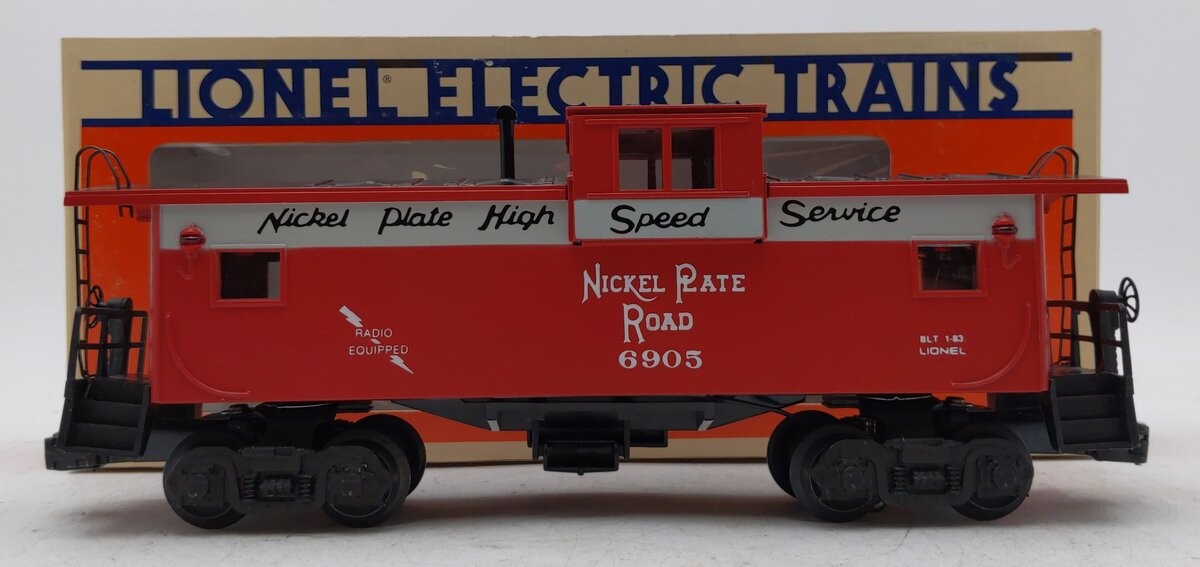 LIONEL® ELECTRIC TRAINS
Nickel Plate High Speed Service
NICKEL PLATE
ROAD
6905
RADIO
EQUIPPED
BLT 1-83
LIONEL